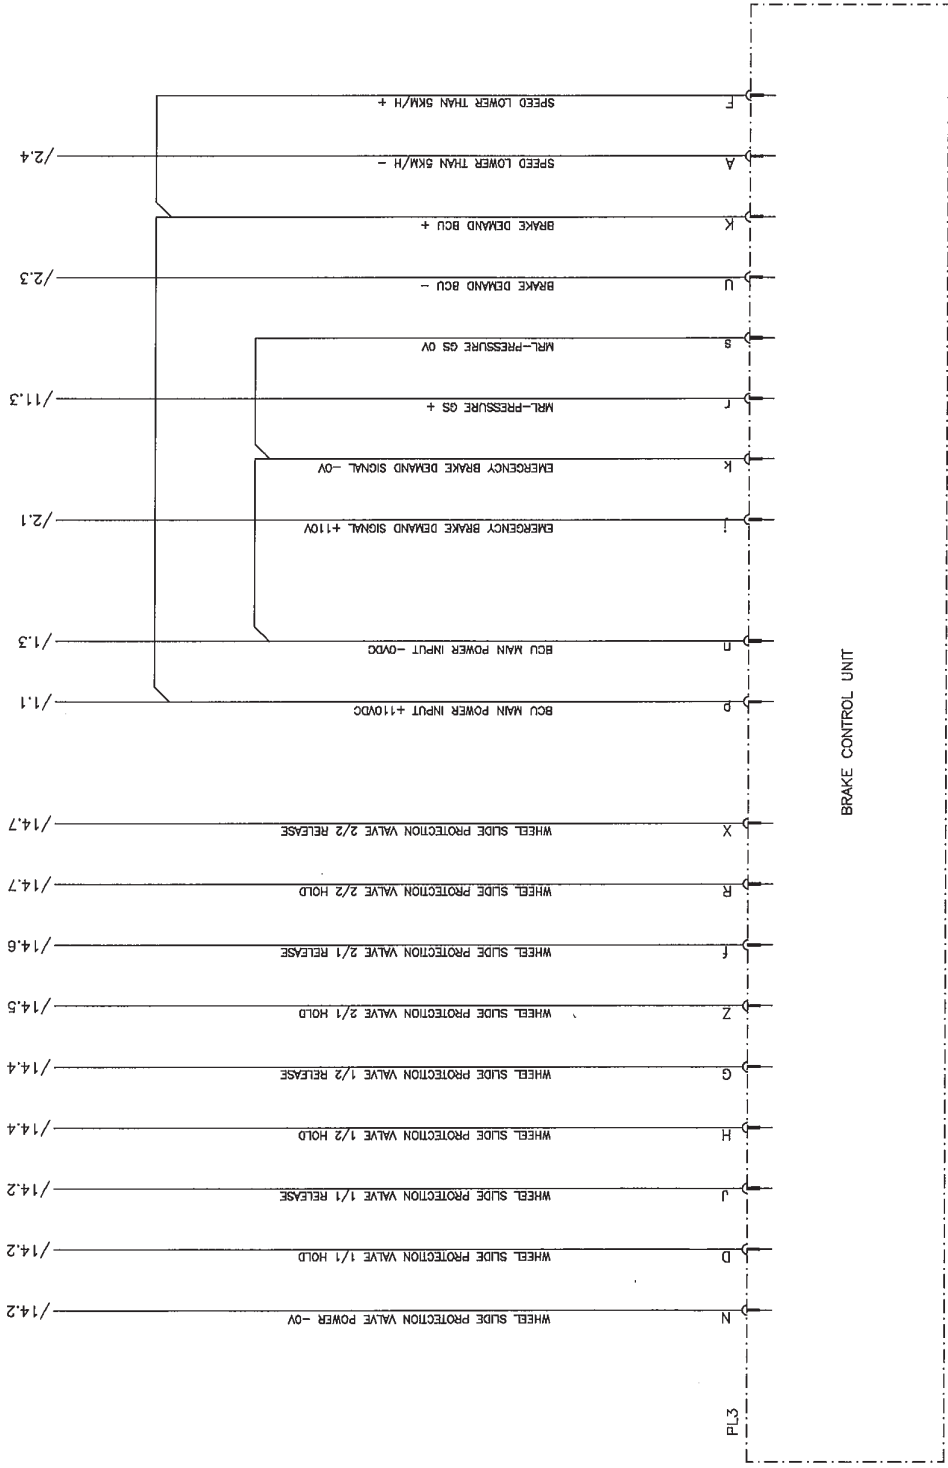 PL3
N WHEEL SLIDE PROTECTION VALVE POWER -0V /14.2
D WHEEL SLIDE PROTECTION VALVE 1/1 HOLD /14.2
J WHEEL SLIDE PROTECTION VALVE 1/1 RELEASE /14.2
H WHEEL SLIDE PROTECTION VALVE 1/2 HOLD /14.4
G WHEEL SLIDE PROTECTION VALVE 1/2 RELEASE /14.4
Z WHEEL SLIDE PROTECTION VALVE 2/1 HOLD /14.5
f WHEEL SLIDE PROTECTION VALVE 2/1 RELEASE /14.6
R WHEEL SLIDE PROTECTION VALVE 2/2 HOLD /14.7
X WHEEL SLIDE PROTECTION VALVE 2/2 RELEASE /14.7
BRAKE CONTROL UNIT
p BCU MAIN POWER INPUT +110VDC /1.1
n BCU MAIN POWER INPUT -0VDC /1.3
j EMERGENCY BRAKE DEMAND SIGNAL +110V /2.1
k EMERGENCY BRAKE DEMAND SIGNAL -0V
r MRL-PRESSURE GS + /11.3
s MRL-PRESSURE GS 0V
U BRAKE DEMAND BCU - /2.3
K BRAKE DEMAND BCU +
A SPEED LOWER THAN 5KM/H - /2.4
F SPEED LOWER THAN 5KM/H +